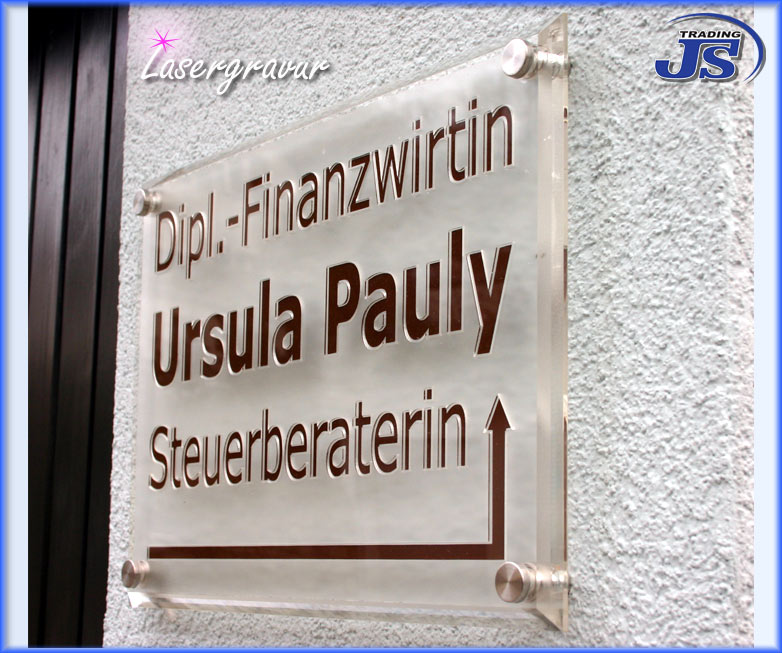 Lasergravur
TRADING
JS
Dipl.-Finanzwirtin
Ursula Pauly
Steuerberaterin